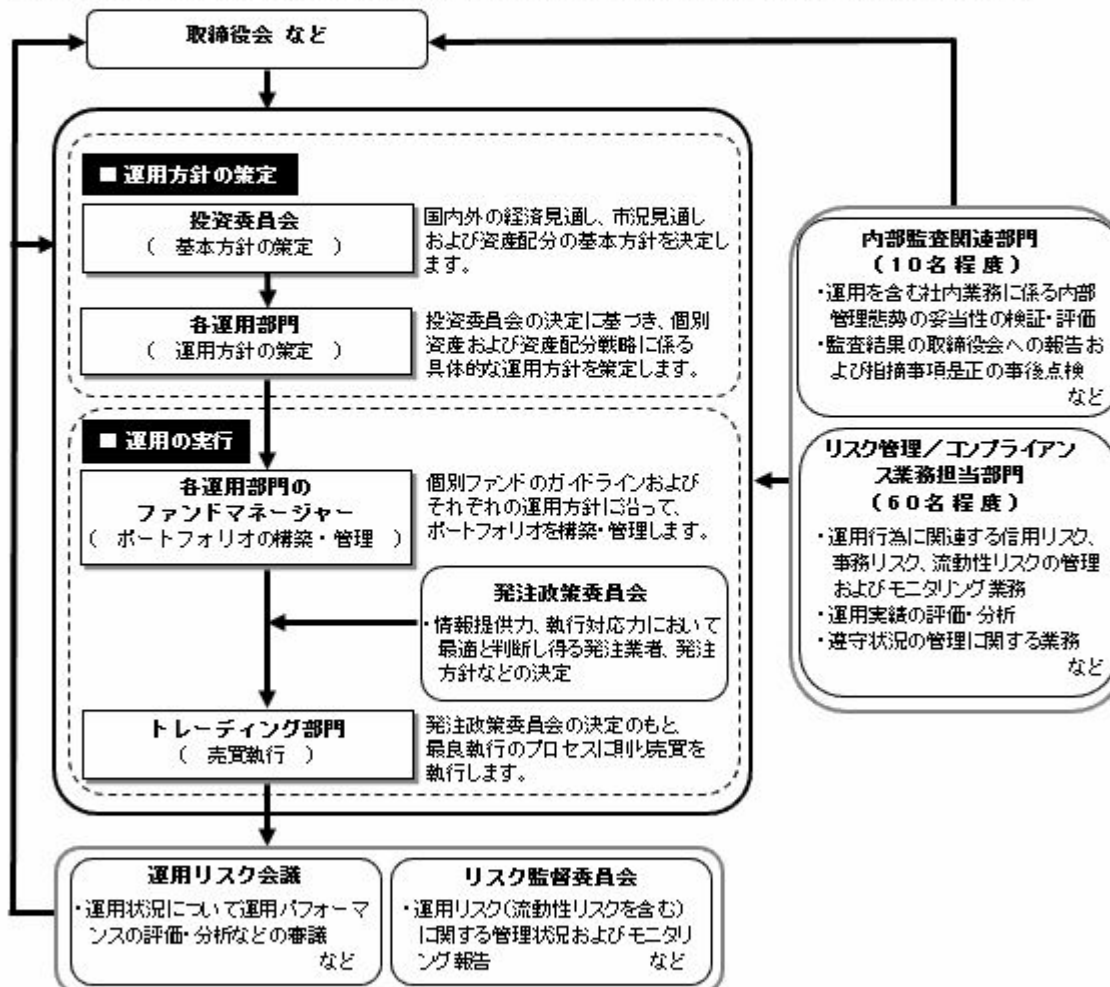 取締役会 など
■ 運用方針の策定
投資委員会
( 基本方針の策定 )
国内外の経済見通し、市況見通し
および資産配分の基本方針を決定し
ます。
各運用部門
( 運用方針の策定 )
投資委員会の決定に基づき、個別
資産および資産配分戦略に係る
具体的な運用方針を策定します。
■ 運用の実行
各運用部門の
ファンドマネージャー
( ポートフォリオの構築・管理 )
個別ファンドのガイドラインおよび
それぞれの運用方針に沿って、
ポートフォリオを構築・管理します。
発注政策委員会
・情報提供力、執行対応力において
最適と判断し得る発注業者、発注
方針などの決定
トレーディング部門
( 売買執行 )
発注政策委員会の決定のもと、
最良執行のプロセスに則り売買を
執行します。
運用リスク会議
・運用状況について運用パフォーマ
ンスの評価・分析などの審議
など
リスク監督委員会
・運用リスク(流動性リスクを含む)
に関する管理状況およびモニタリ
ング報告 など
内部監査関連部門
(10名程度)
・運用を含む社内業務に係る内部
管理態勢の妥当性の検証・評価
・監査結果の取締役会への報告お
よび指摘事項是正の事後点検
など
リスク管理/コンプライアン
ス業務担当部門
(60名程度)
・運用行為に関連する信用リスク、
事務リスク、流動性リスクの管理
およびモニタリング業務
・運用実績の評価・分析
・遵守状況の管理に関する業務
など